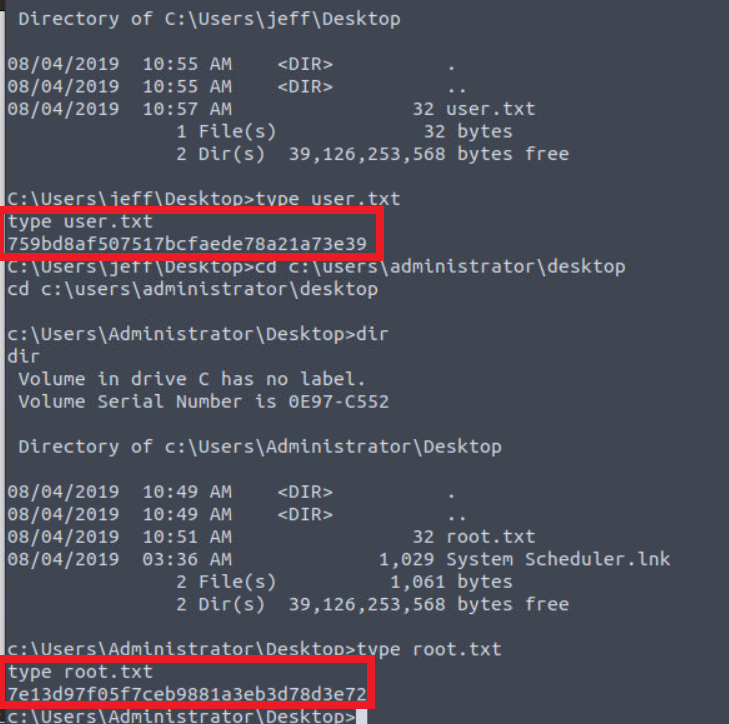 Directory of C:\Users\jeff\Desktop
08/04/2019  10:55 AM    <DIR>          .
08/04/2019  10:55 AM    <DIR>          ..
08/04/2019  10:57 AM                32 user.txt
               1 File(s)             32 bytes
               2 Dir(s)  39,126,253,568 bytes free
C:\Users\jeff\Desktop>type user.txt
type user.txt
759bd8af507517bcfaede78a21a73e39
C:\Users\jeff\Desktop>cd c:\users\administrator\desktop
cd c:\users\administrator\desktop
c:\Users\Administrator\Desktop>dir
dir
 Volume in drive C has no label.
 Volume Serial Number is 0E97-C552
 Directory of c:\Users\Administrator\Desktop
08/04/2019  10:49 AM    <DIR>          .
08/04/2019  10:49 AM    <DIR>          ..
08/04/2019  10:51 AM                32 root.txt
08/04/2019  03:36 AM             1,029 System Scheduler.lnk
               2 File(s)          1,061 bytes
               2 Dir(s)  39,126,253,568 bytes free
c:\Users\Administrator\Desktop>type root.txt
type root.txt
7e13d97f05f7ceb9881a3eb3d78d3e72
c:\Users\Administrator\Desktop>